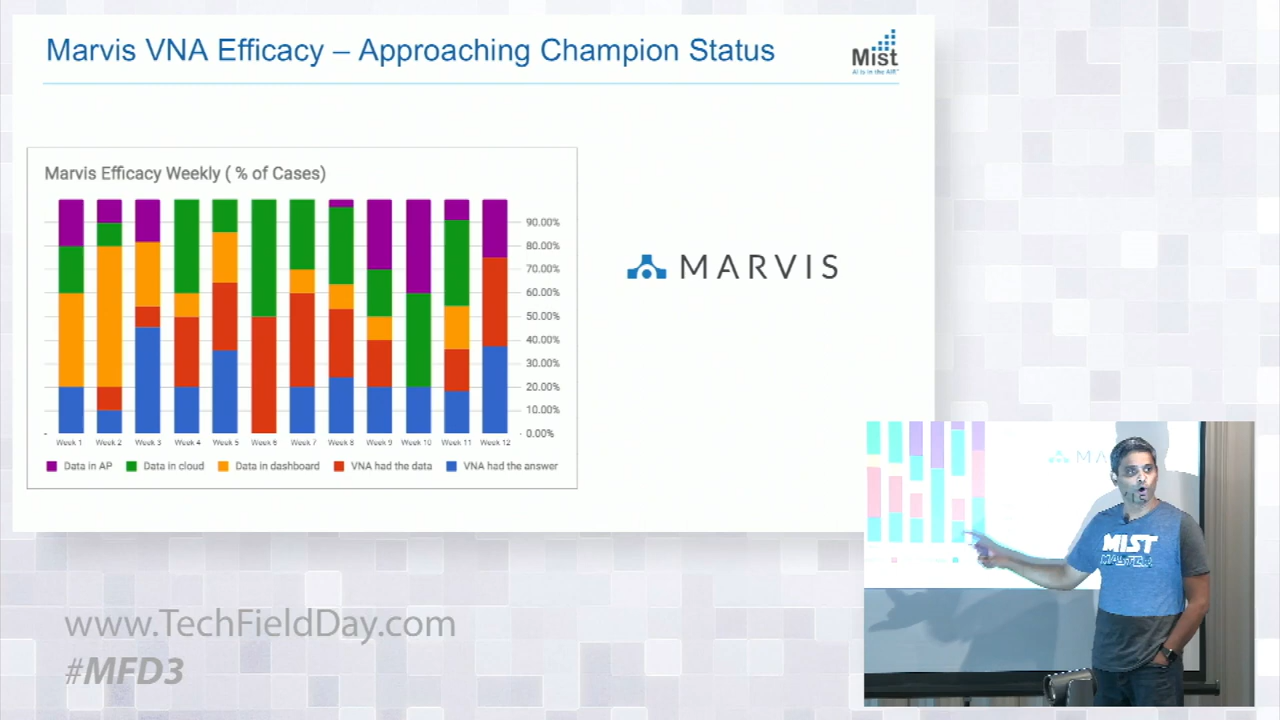 Marvis VNA Efficacy – Approaching Champion Status
Mist
AI is in the AIR™
Marvis Efficacy Weekly ( % of Cases)
90.00%
80.00%
70.00%
60.00%
50.00%
40.00%
30.00%
20.00%
10.00%
0.00%
Week 1 Week 2 Week 3 Week 4 Week 5 Week 6 Week 7 Week 8 Week 9 Week 10 Week 11 Week 12
Data in AP Data in cloud Data in dashboard VNA had the data VNA had the answer
MARVIS
MA
MIST
MASTER
www.TechFieldDay.com
#MFD3